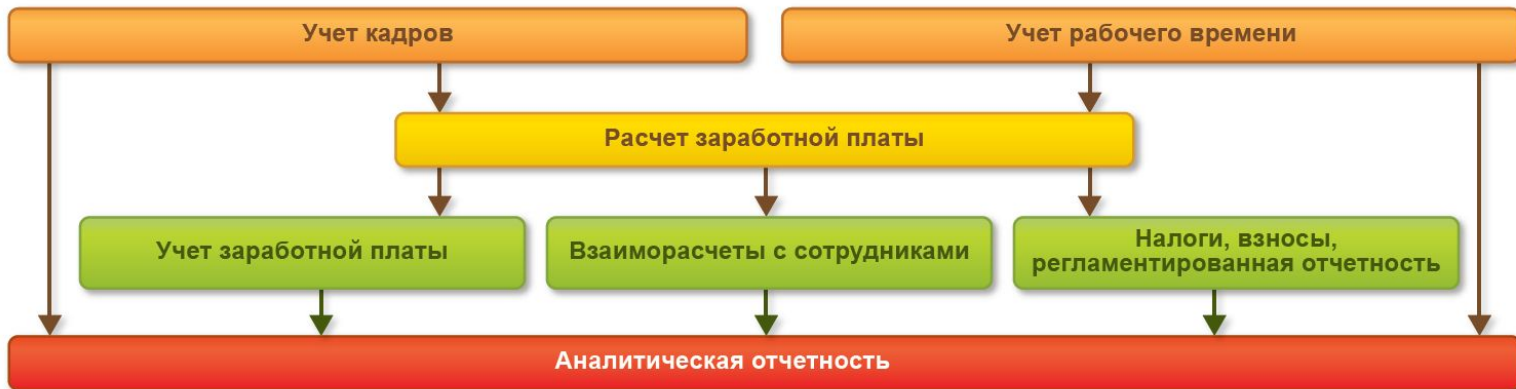 Учет кадров
Учет рабочего времени
Расчет заработной платы
Учет заработной платы
Взаиморасчеты с сотрудниками
Налоги, взносы,
регламентированная отчетность
Аналитическая отчетность